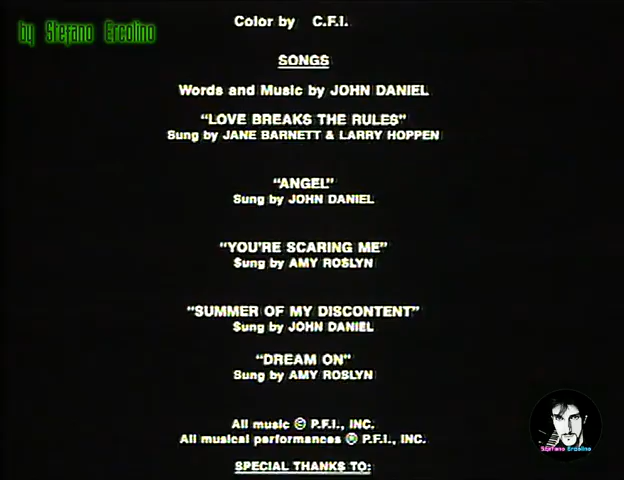 by Stefano Ercolino
Color by C.F.I.
SONGS
Words and Music by JOHN DANIEL
"LOVE BREAKS THE RULES"
Sung by JANE BARNETT & LARRY HOPPEN
"ANGEL"
Sung by JOHN DANIEL
"YOU'RE SCARING ME"
Sung by AMY ROSLYN
"SUMMER OF MY DISCONTENT"
Sung by JOHN DANIEL
"DREAM ON"
Sung by AMY ROSLYN
All music © P.F.I., INC.
All musical performances ℗ P.F.I., INC.
SPECIAL THANKS TO:
Stefano Ercolino